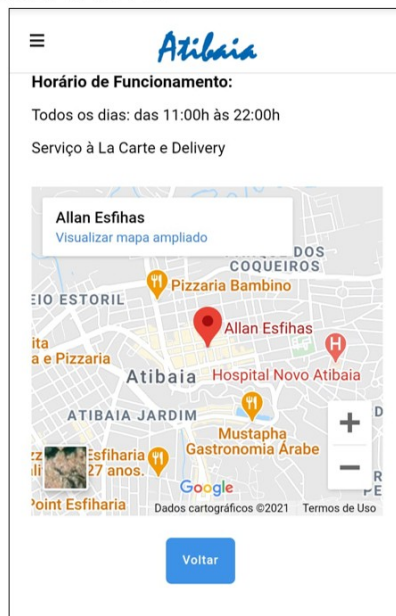 Atibaia
Horário de Funcionamento:
Todos os dias: das 11:00h às 22:00h
Serviço à La Carte e Delivery
Allan Esfihas
Visualizar mapa ampliado
DOS
COQUEIROS
Pizzaria Bambino
EIO ESTORIL
Allan Esfihas
ita
a e Pizzaria
Atibaia
Hospital Novo Atibaia
H
ATIBAIA JARDIM
Mustapha
Gastronomia Árabe
+
−
Esfiharia
27 anos.
Point Esfiharia
Google
Dados cartográficos ©2021 Termos de Uso
Voltar